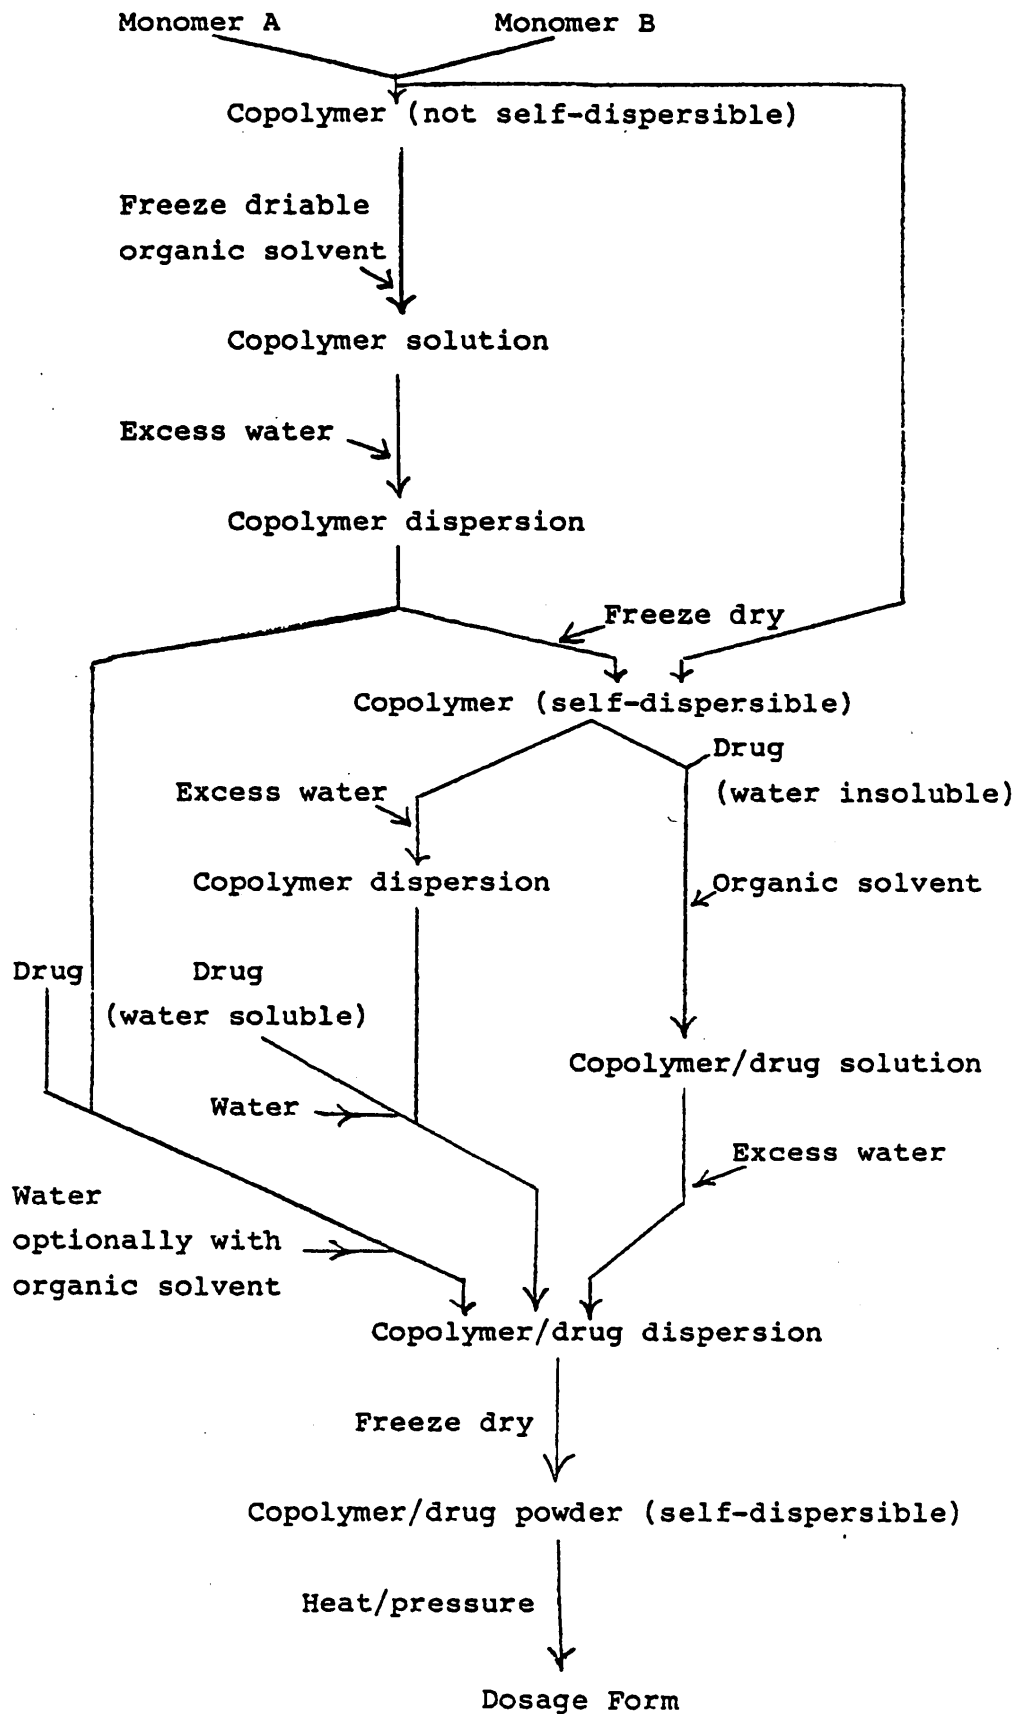 Monomer A
Monomer B
Copolymer (not self-dispersible)
Freeze driable
organic solvent
Copolymer solution
Excess water
Copolymer dispersion
Freeze dry
Copolymer (self-dispersible)
Drug
(water insoluble)
Excess water
Copolymer dispersion
Organic solvent
Drug
Drug
(water soluble)
Copolymer/drug solution
Water
Excess water
Water
optionally with
organic solvent
Copolymer/drug dispersion
Freeze dry
Copolymer/drug powder (self-dispersible)
Heat/pressure
Dosage Form